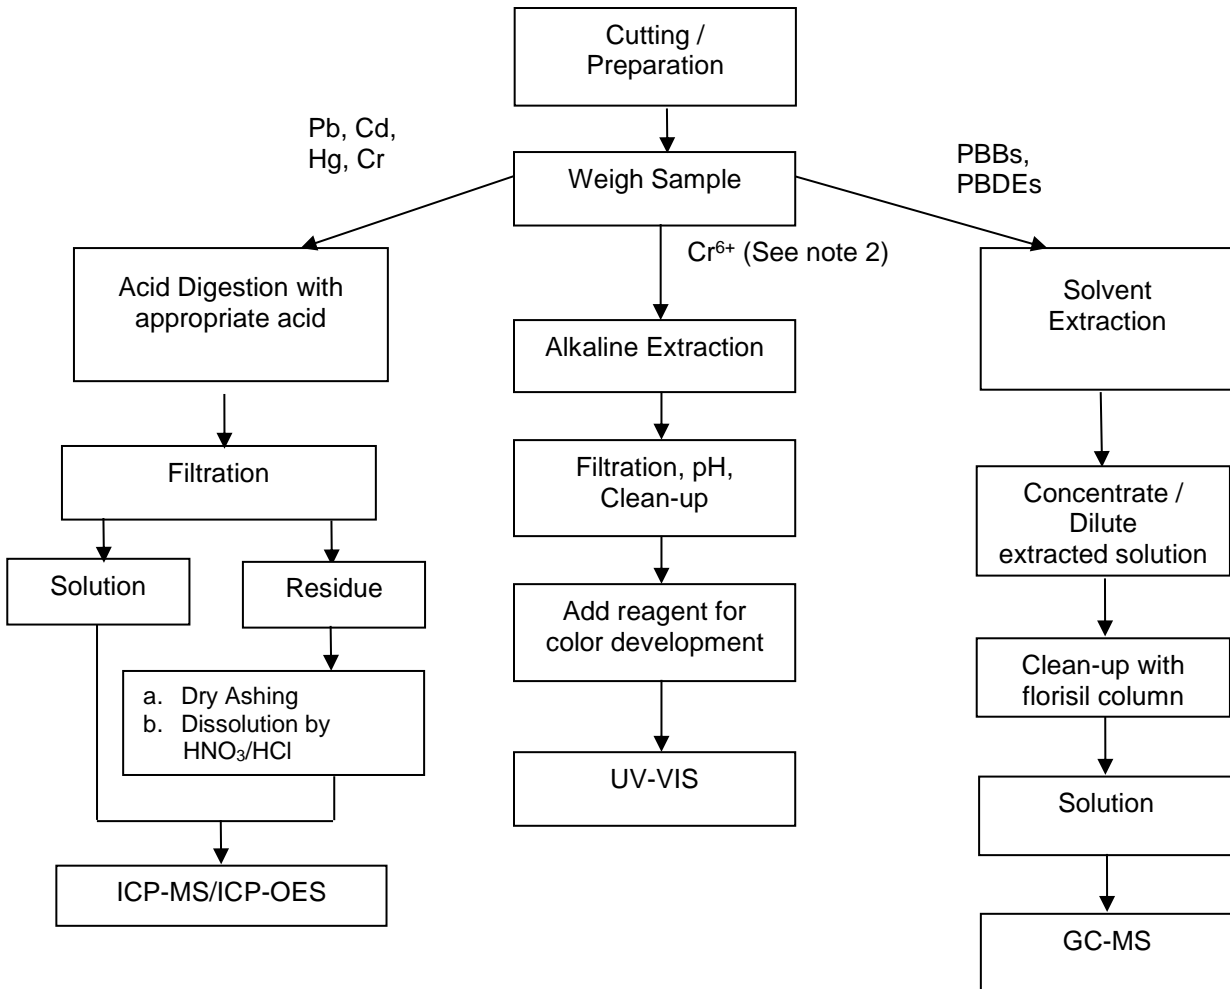 Cutting /
Preparation
Pb, Cd,
Hg, Cr
Weigh Sample
PBBs,
PBDEs
Cr⁶⁺ (See note 2)
Acid Digestion with
appropriate acid
Alkaline Extraction
Solvent
Extraction
Filtration
Filtration, pH,
Clean-up
Concentrate /
Dilute
extracted solution
Solution
Residue
Add reagent for
color development
a. Dry Ashing
b. Dissolution by
HNO₃/HCl
Clean-up with
florisil column
UV-VIS
Solution
ICP-MS/ICP-OES
GC-MS